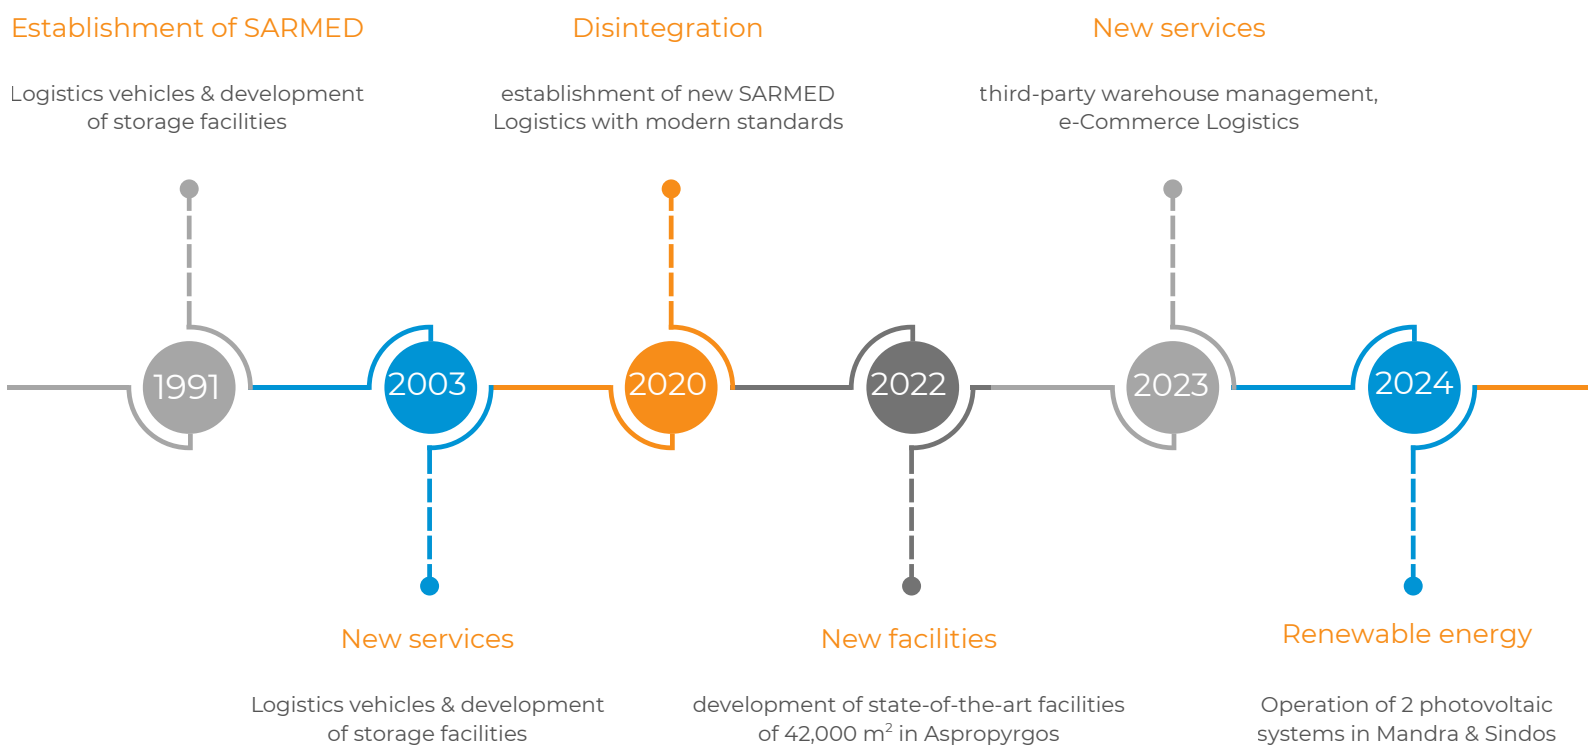 Establishment of SARMED
Logistics vehicles & development
of storage facilities
Disintegration
establishment of new SARMED
Logistics with modern standards
New services
third-party warehouse management,
e-Commerce Logistics
1991
2003
2020
2022
2023
2024
New services
Logistics vehicles & development
of storage facilities
New facilities
development of state-of-the-art facilities
of 42,000 m² in Aspropyrgos
Renewable energy
Operation of 2 photovoltaic
systems in Mandra & Sindos